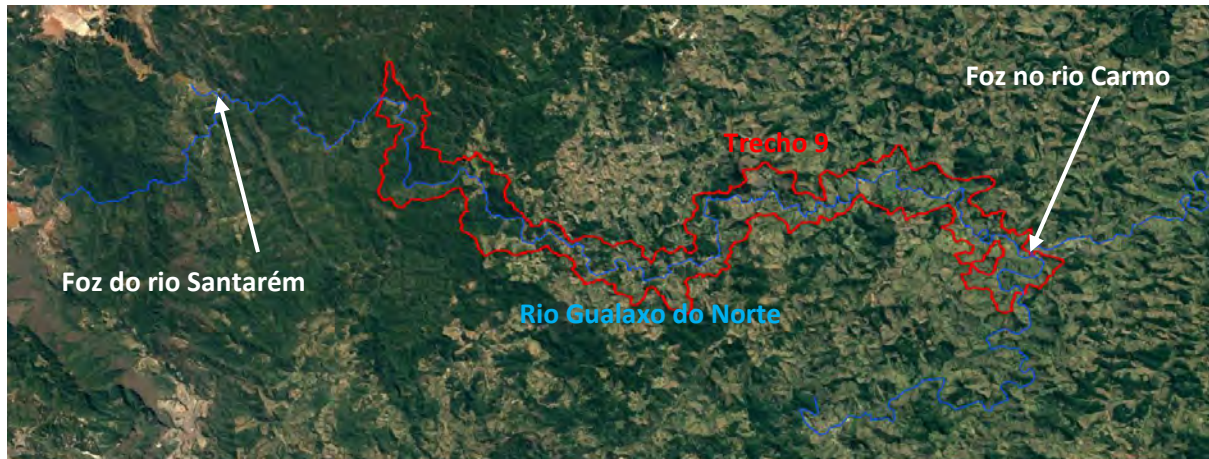 Foz no rio Carmo
Trecho 9
Foz do rio Santarém
Rio Gualaxo do Norte